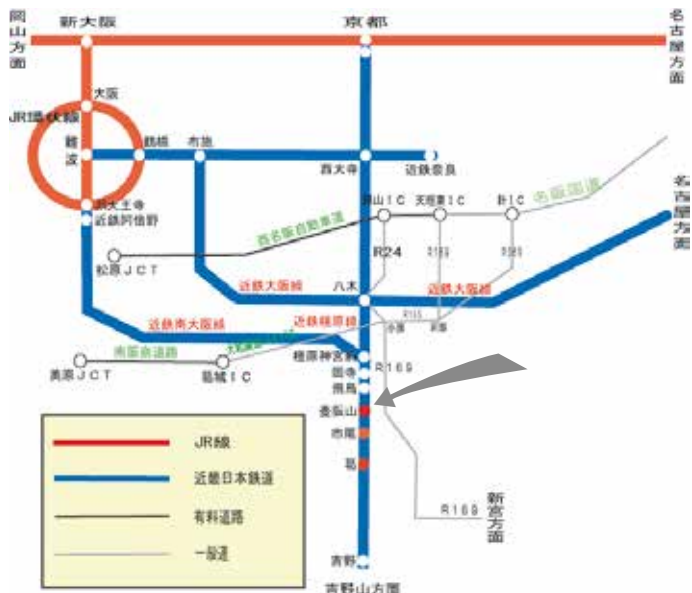 新大阪
京都
岡山方面
名古屋方面
大阪
JR環状線
難波
鶴橋
布施
西大寺
近鉄奈良
名古屋方面
近鉄阿倍野
天理東IC
針IC
名阪国道
西名阪自動車道
松原JCT
R24
R169
八木
近鉄大阪線
近鉄大阪線
近鉄南大阪線
近鉄橿原線
南阪奈道路
美原JCT
葛城IC
橿原神宮前
R169
岡寺
飛鳥
壺阪山
市尾
葛
R169
新宮方面
吉野
吉野山方面
JR線
近畿日本鉄道
有料道路
一般道